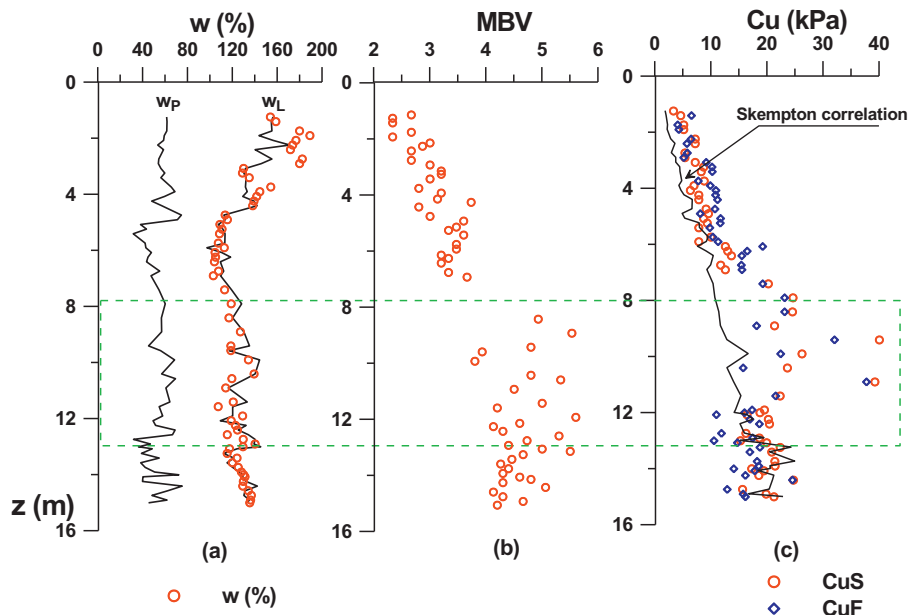 w (%)
MBV
Cu (kPa)
0 40 80 120 160 200
2 3 4 5 6
0 10 20 30 40
0
4
8
12
16
z (m)
wP
wL
0
4
8
12
16
0
4
8
12
16
Skempton correlation
(a)
(b)
(c)
w (%)
CuS
CuF